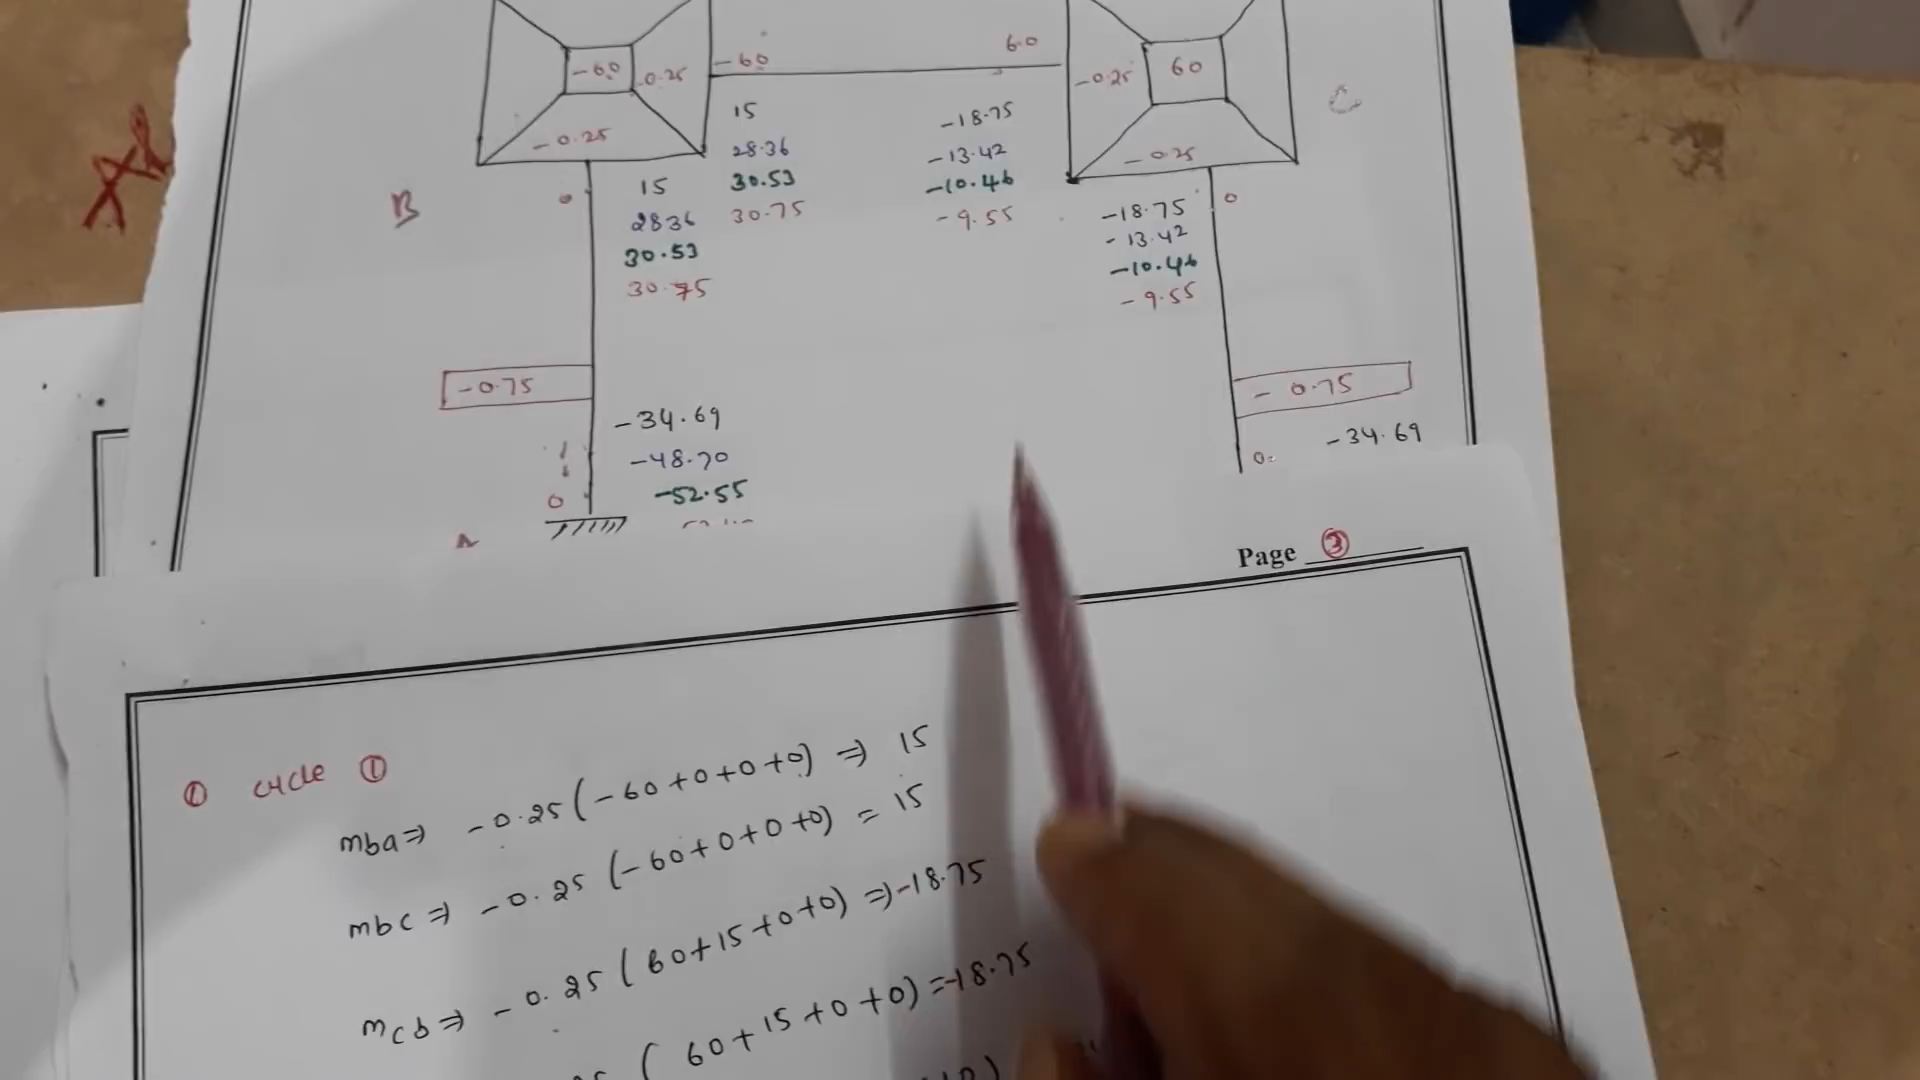 -60 -0.25 -60 6.0 -0.25 60
15 -18.75
-0.25 28.36 -13.42 -0.25
B 0 15 30.53 -10.46 -18.75 0
2836 30.75 -9.55 -13.42
30.53 -10.46
30.75 -9.55
-0.75 -0.75
-34.69 -34.69
-48.70 0
0 -52.55
A
Page 3
① cycle ①
mba⇒ -0.25(-60+0+0+0) ⇒ 15
mbc⇒ -0.25(-60+0+0+0) = 15
mcb⇒ -0.25(60+15+0+0) ⇒-18.75
(60+15+0+0)=-18.75